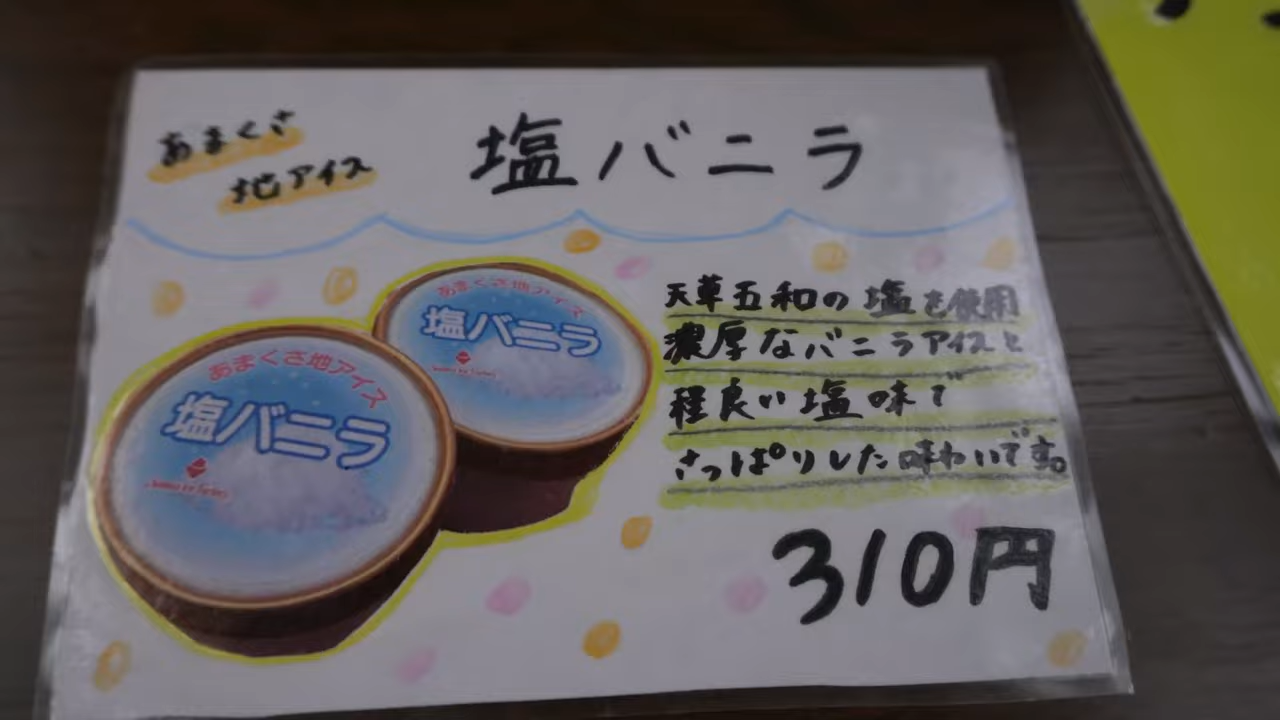 あまくさ
地アイス
塩バニラ
あまくさ地アイス
塩バニラ
あまくさ地アイス
塩バニラ
天草五和の塩を使用
濃厚なバニラアイスと
程良い塩味で
さっぱりした味わいです。
310円